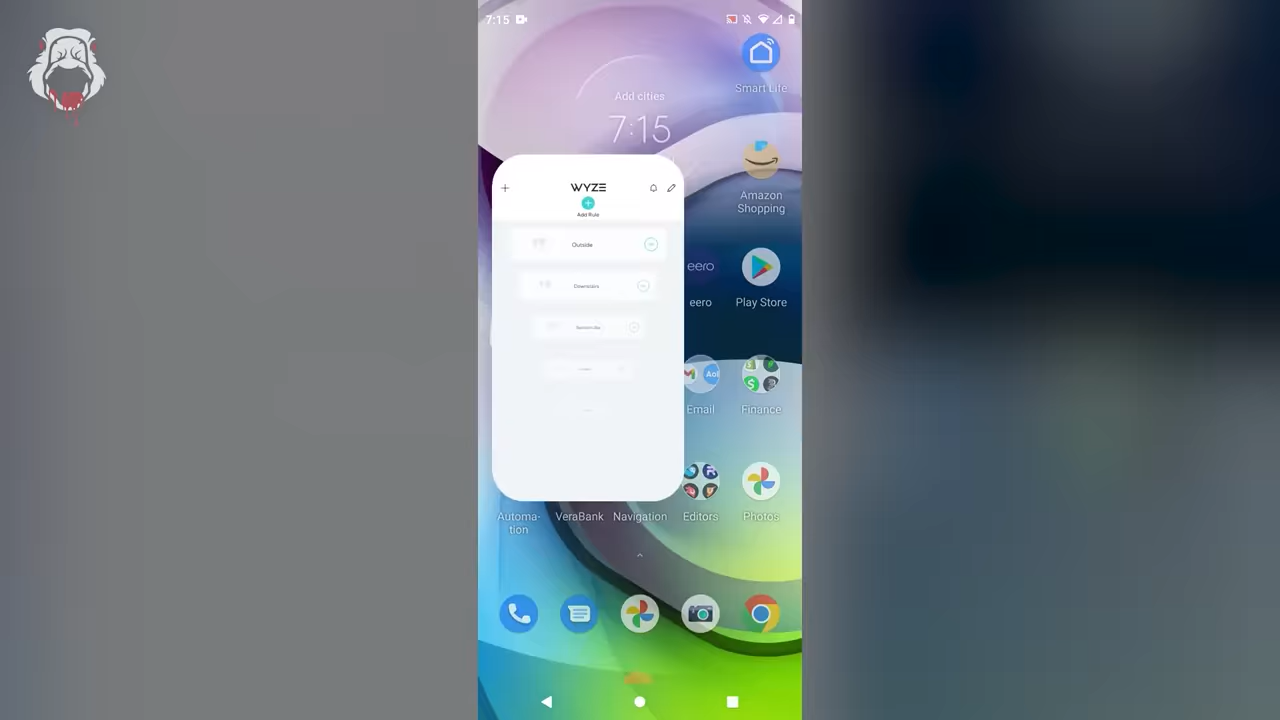 7:15
Smart Life
Add cities
7:15
Amazon
Shopping
WYZE
Add Rule
Outside
Downstairs
eero
eero
Play Store
Aol
Email
Finance
Automa-
tion
VeraBank
Navigation
Editors
Photos